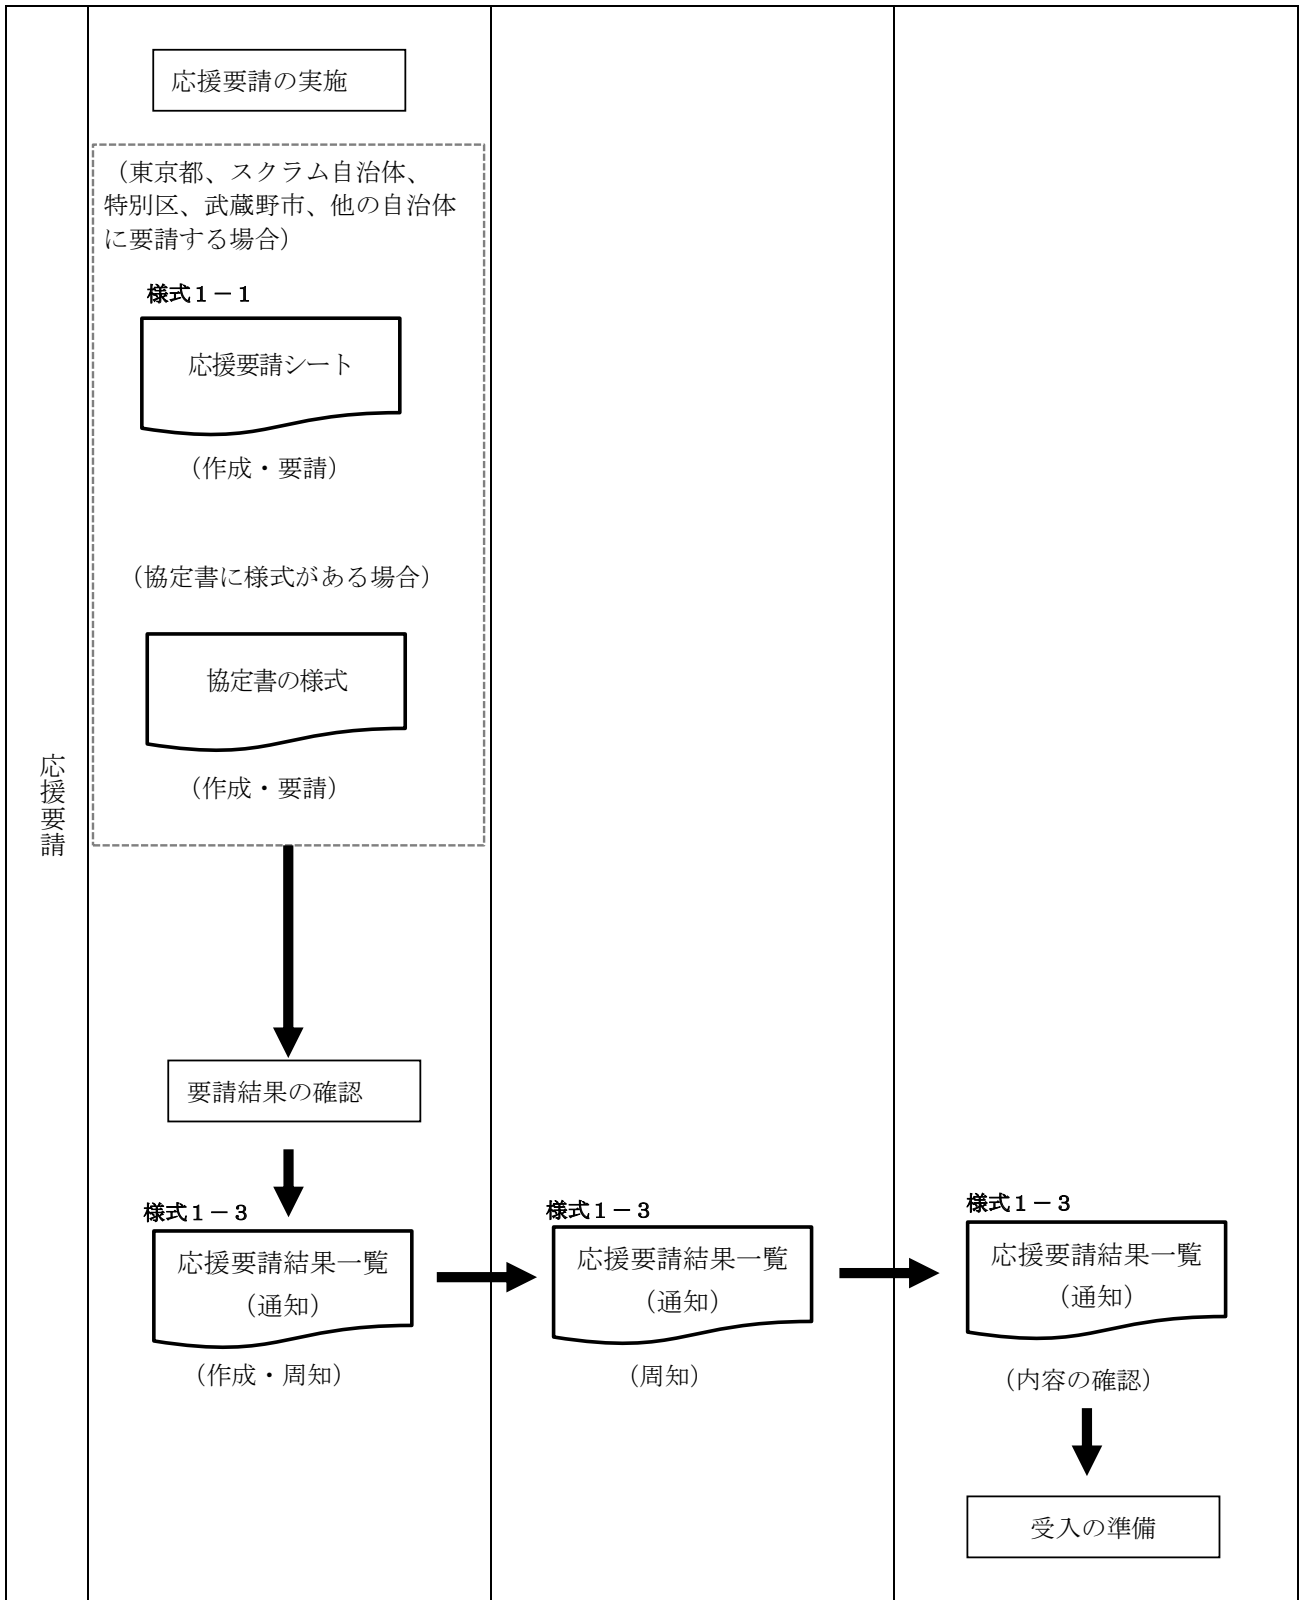 応援要請
応援要請の実施
（東京都、スクラム自治体、
特別区、武蔵野市、他の自治体
に要請する場合）
様式１－１
応援要請シート
（作成・要請）
（協定書に様式がある場合）
協定書の様式
（作成・要請）
要請結果の確認
様式１－３
応援要請結果一覧
（通知）
（作成・周知）
様式１－３
応援要請結果一覧
（通知）
（周知）
様式１－３
応援要請結果一覧
（通知）
（内容の確認）
受入の準備